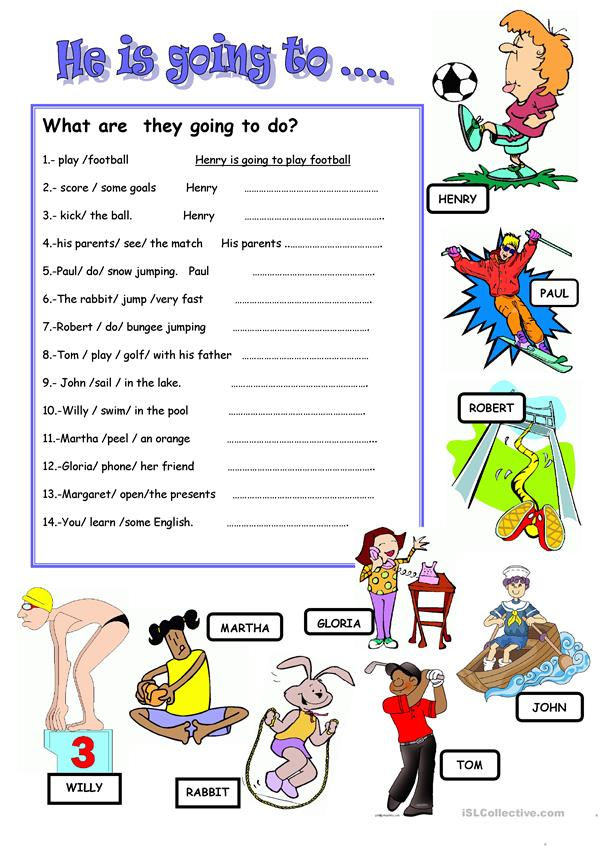 He is going to ....
What are they going to do?
1.- play /football Henry is going to play football
2.- score / some goals Henry ……………………………………………
3.- kick/ the ball. Henry ……………………………………………..
4.-his parents/ see/ the match His parents ……………………………….
5.-Paul/ do/ snow jumping. Paul ……………………………………….
6.-The rabbit/ jump /very fast …………………………………………….
7.-Robert / do/ bungee jumping …………………………………………….
8.-Tom / play / golf/ with his father …………………………………………
9.- John /sail / in the lake. …………………………………………….
10.-Willy / swim/ in the pool …………………………………………….
11.-Martha /peel / an orange ………………………………………………...
12.-Gloria/ phone/ her friend ………………………………………………..
13.-Margaret/ open/the presents ………………………………………………
14.-You/ learn /some English. ……………………………………….
HENRY
PAUL
ROBERT
GLORIA
MARTHA
JOHN
TOM
3
WILLY
RABBIT
iSLCollective.com